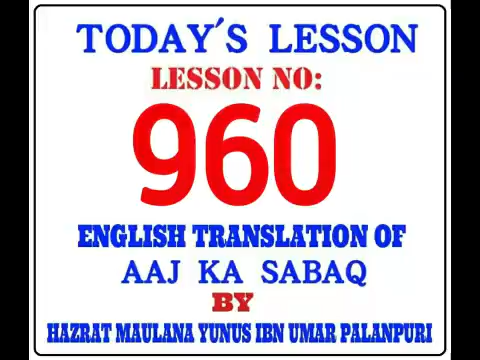 TODAY'S LESSON
LESSON NO:
960
ENGLISH TRANSLATION OF
AAJ KA SABAQ
BY
HAZRAT MAULANA YUNUS IBN UMAR PALANPURI